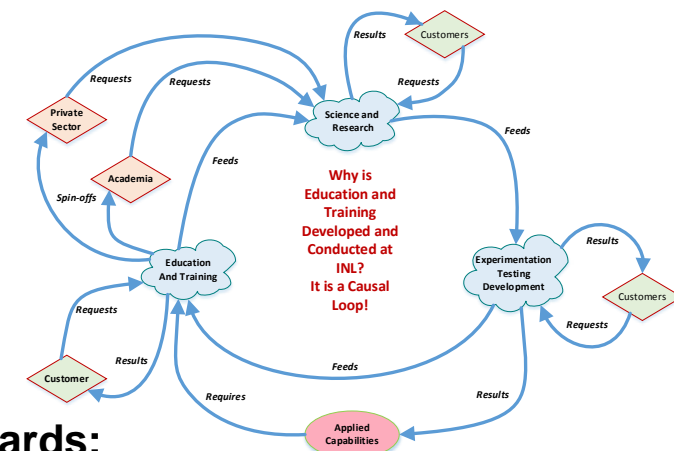 Results
Customers
Requests
Requests
Requests
Private
Sector
Science and
Research
Feeds
Academia
Feeds
Spin-offs
Why is
Education and
Training
Developed and
Conducted at
INL?
It is a Causal
Loop!
Education
And Training
Experimentation
Testing
Development
Results
Customers
Requests
Requests
Results
Customer
Feeds
Requires
Results
Applied
Capabilities
ards: